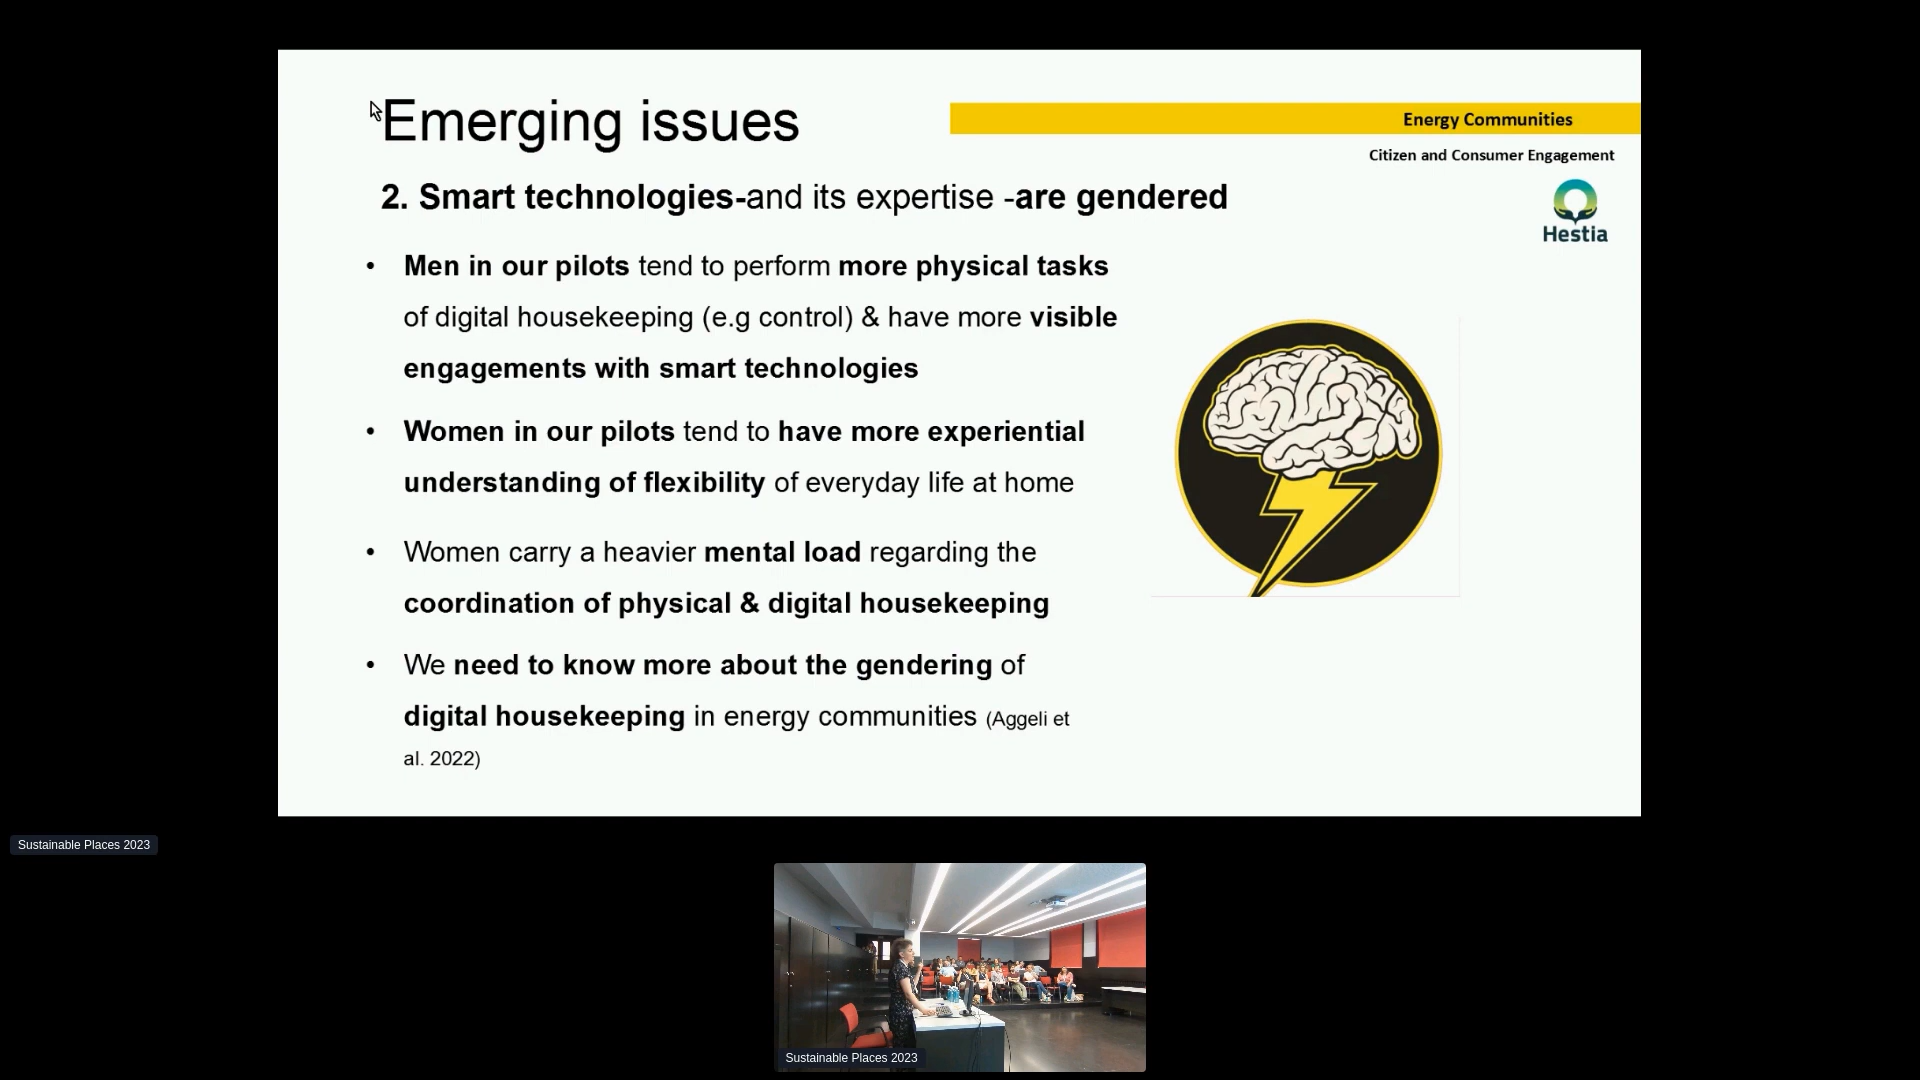 Emerging issues
Energy Communities
Citizen and Consumer Engagement
Hestia
2. Smart technologies-and its expertise -are gendered
• Men in our pilots tend to perform more physical tasks
of digital housekeeping (e.g control) & have more visible
engagements with smart technologies
• Women in our pilots tend to have more experiential
understanding of flexibility of everyday life at home
• Women carry a heavier mental load regarding the
coordination of physical & digital housekeeping
• We need to know more about the gendering of
digital housekeeping in energy communities (Aggeli et
al. 2022)
Sustainable Places 2023
Sustainable Places 2023